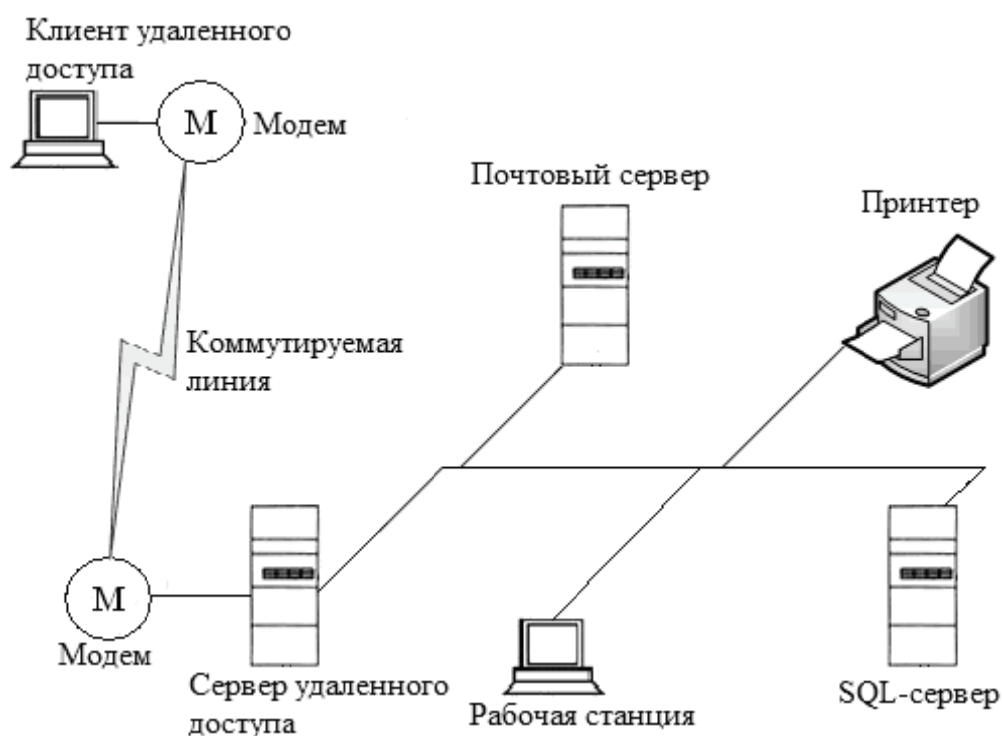 Клиент удаленного
доступа
М
Модем
Почтовый сервер
Принтер
Коммутируемая
линия
М
Модем
Сервер удаленного
доступа
Рабочая станция
SQL-сервер